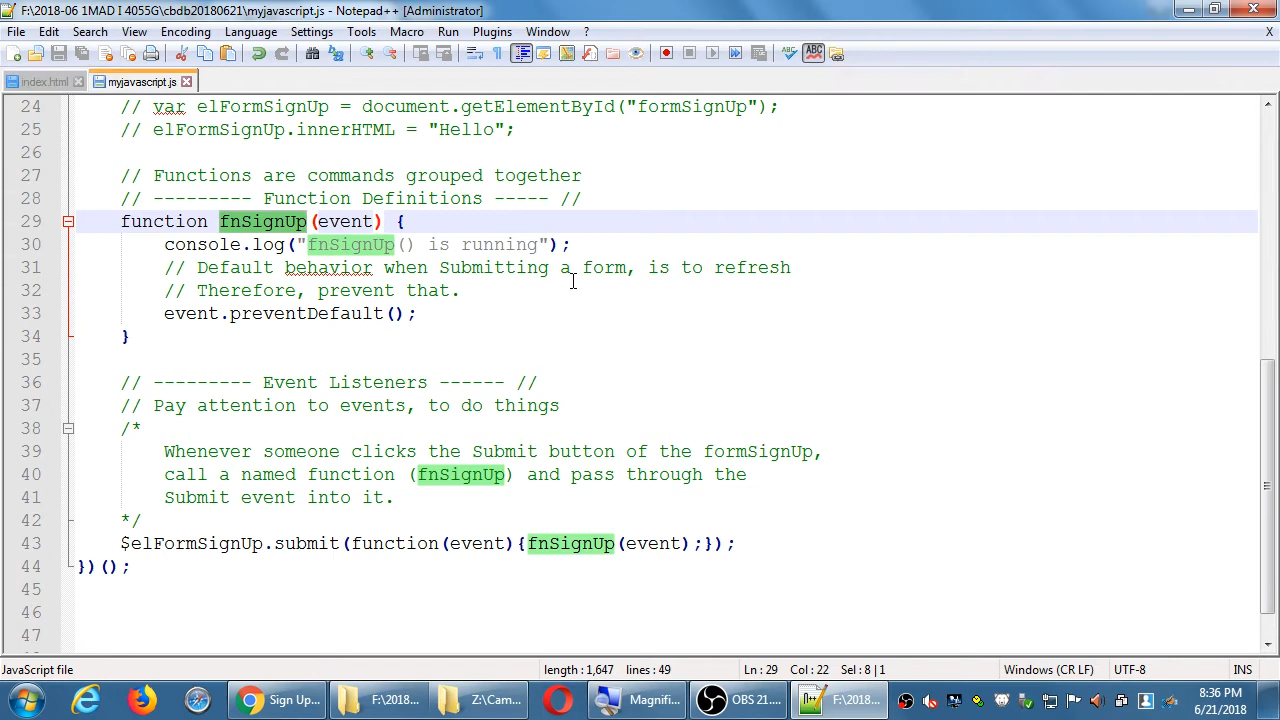 F:\2018-06 1MAD I 4055G\cbdb20180621\myjavascript.js - Notepad++ [Administrator]
File Edit Search View Encoding Language Settings Tools Macro Run Plugins Window ? X
index.html myjavascript.js
24 // var elFormSignUp = document.getElementById("formSignUp");
25 // elFormSignUp.innerHTML = "Hello";
26
27 // Functions are commands grouped together
28 // --------- Function Definitions ----- //
29 function fnSignUp(event) {
30 console.log("fnSignUp() is running");
31 // Default behavior when Submitting a form, is to refresh
32 // Therefore, prevent that.
33 event.preventDefault();
34 }
35
36 // --------- Event Listeners ------ //
37 // Pay attention to events, to do things
38 /*
39 Whenever someone clicks the Submit button of the formSignUp,
40 call a named function (fnSignUp) and pass through the
41 Submit event into it.
42 */
43 $elFormSignUp.submit(function(event){fnSignUp(event);});
44 })();
45
46
47
JavaScript file length : 1,647 lines : 49 Ln : 29 Col : 22 Sel : 8 | 1 Windows (CR LF) UTF-8 INS
Sign Up... F:\2018... Z:\Cam... Magnifi... OBS 21.... F:\2018... 8:36 PM
6/21/2018